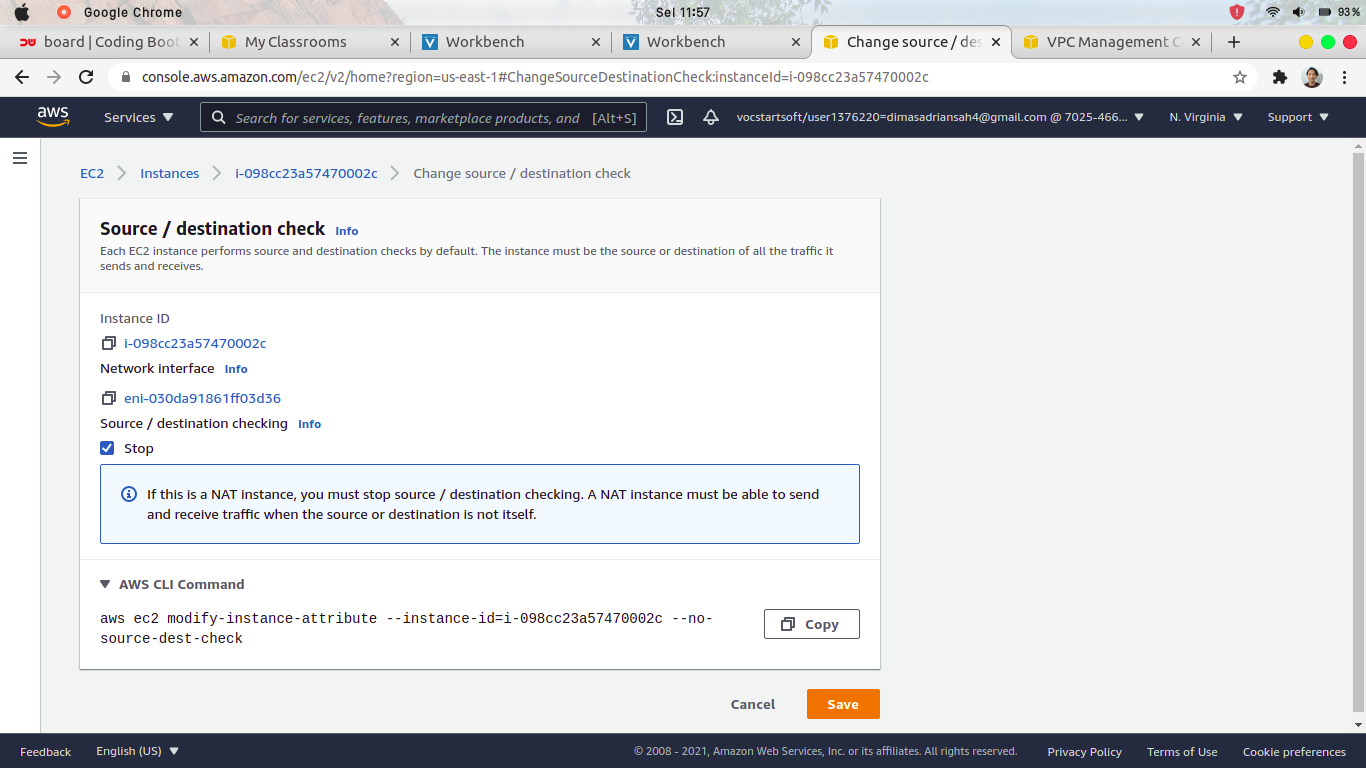 Google Chrome
Sel 11:57
93%
board | Coding Boot
My Classrooms
Workbench
Workbench
Change source / des
VPC Management C
console.aws.amazon.com/ec2/v2/home?region=us-east-1#ChangeSourceDestinationCheck:instanceId=i-098cc23a57470002c
aws
Services
Search for services, features, marketplace products, and
[Alt+S]
vocstartsoft/user1376220=dimasadriansah4@gmail.com @ 7025-466...
N. Virginia
Support
EC2
Instances
i-098cc23a57470002c
Change source / destination check
Source / destination check Info
Each EC2 instance performs source and destination checks by default. The instance must be the source or destination of all the traffic it
sends and receives.
Instance ID
i-098cc23a57470002c
Network interface Info
eni-030da91861ff03d36
Source / destination checking Info
Stop
If this is a NAT instance, you must stop source / destination checking. A NAT instance must be able to send
and receive traffic when the source or destination is not itself.
AWS CLI Command
aws ec2 modify-instance-attribute --instance-id=i-098cc23a57470002c --no-
source-dest-check
Copy
Cancel
Save
Feedback
English (US)
© 2008 - 2021, Amazon Web Services, Inc. or its affiliates. All rights reserved.
Privacy Policy
Terms of Use
Cookie preferences